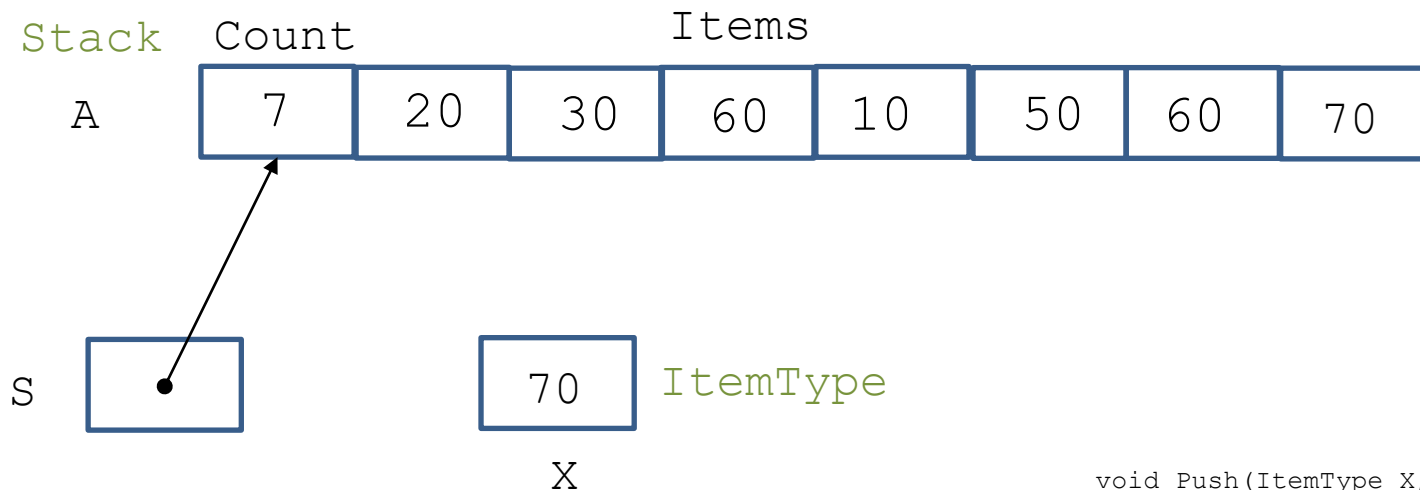 Stack Count Items
A 7 20 30 60 10 50 60 70
S 70 ItemType
X
void Push(ItemType X,